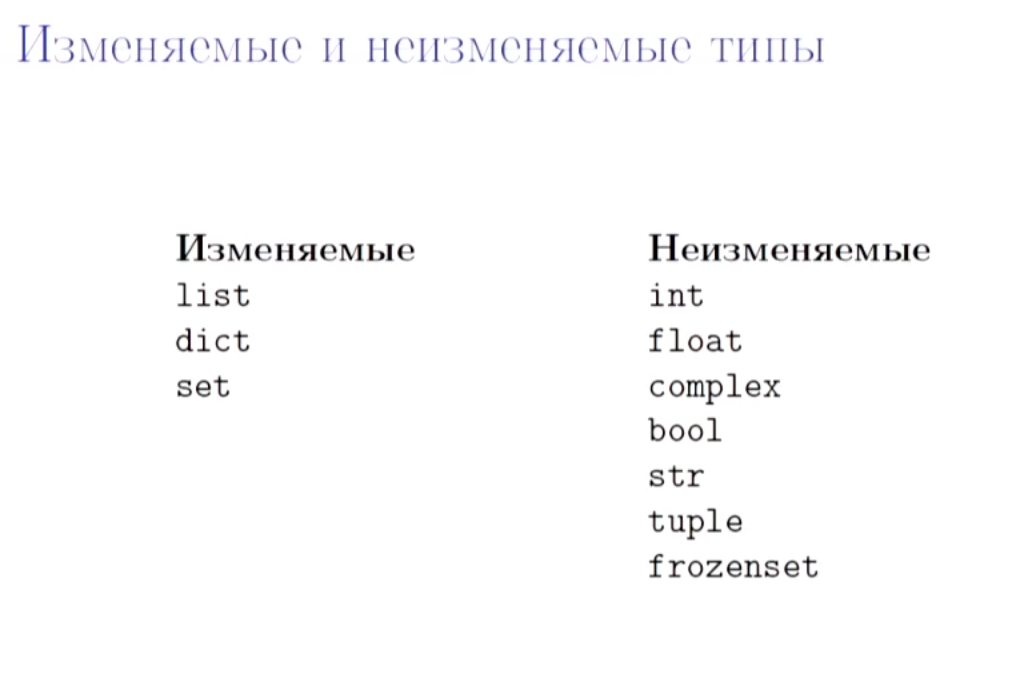 Изменяемые и неизменяемые типы
Изменяемые
list
dict
set
Неизменяемые
int
float
complex
bool
str
tuple
frozenset